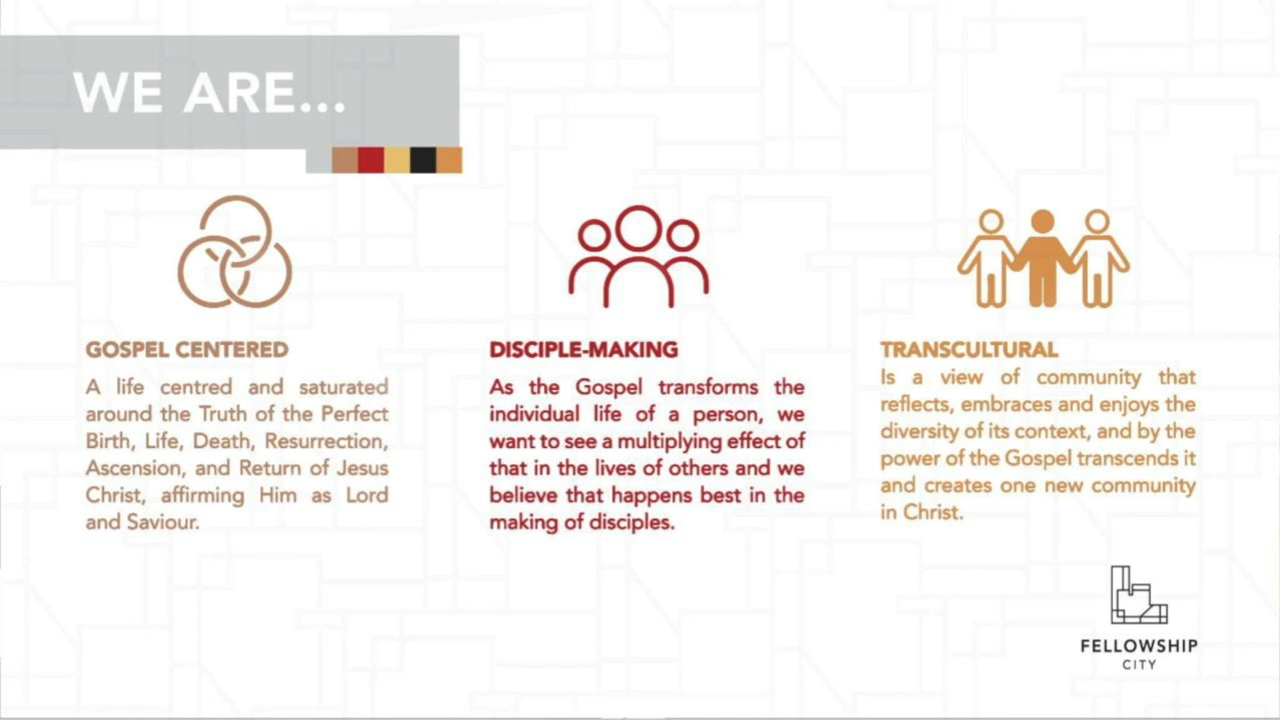 WE ARE...
GOSPEL CENTERED
A life centred and saturated
around the Truth of the Perfect
Birth, Life, Death, Resurrection,
Ascension, and Return of Jesus
Christ, affirming Him as Lord
and Saviour.
DISCIPLE-MAKING
As the Gospel transforms the
individual life of a person, we
want to see a multiplying effect of
that in the lives of others and we
believe that happens best in the
making of disciples.
TRANSCULTURAL
Is a view of community that
reflects, embraces and enjoys the
diversity of its context, and by the
power of the Gospel transcends it
and creates one new community
in Christ.
FELLOWSHIP
CITY